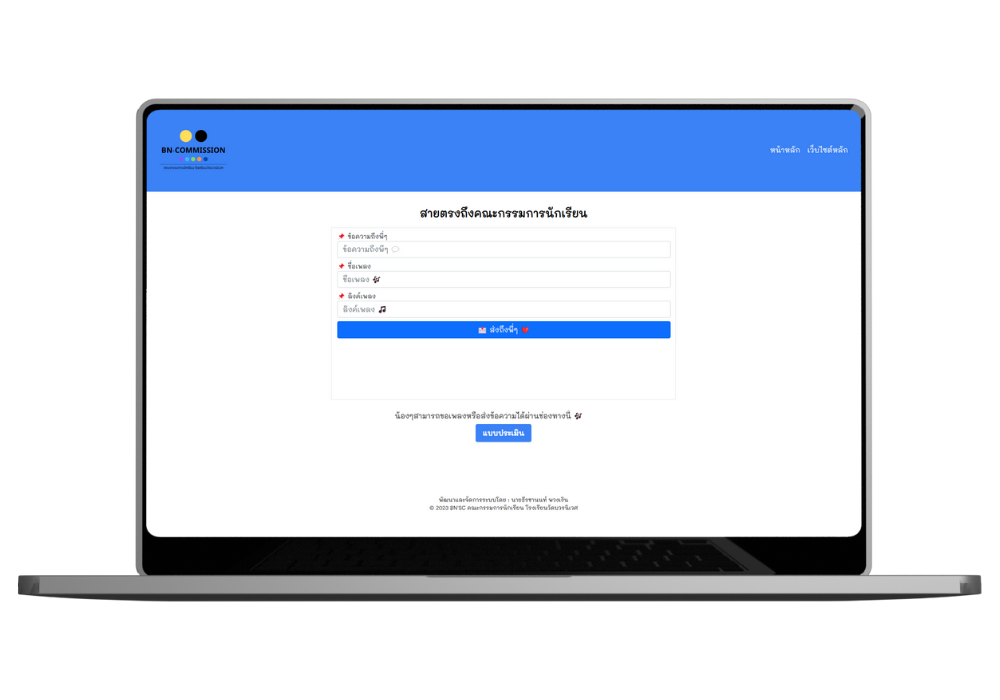 BN-COMMISSION
หน้าหลัก เว็บไซต์หลัก
สายตรงถึงคณะกรรมการนักเรียน
📌 ข้อความถึงพี่ๆ
ข้อความถึงพี่ๆ 💭
📌 ชื่อเพลง
ชื่อเพลง 🎶
📌 ลิงค์เพลง
ลิงค์เพลง 🎵
💌 ส่งถึงพี่ๆ ❤️
น้องๆสามารถขอเพลงหรือส่งข้อความได้ผ่านช่องทางนี้ 🎶
แบบประเมิน
พัฒนาและจัดการระบบโดย : นายธีรชานนท์
© 2023 BN'SC คณะกรรมการนักเรียน โรงเรียนวัดบวรนิเวศ